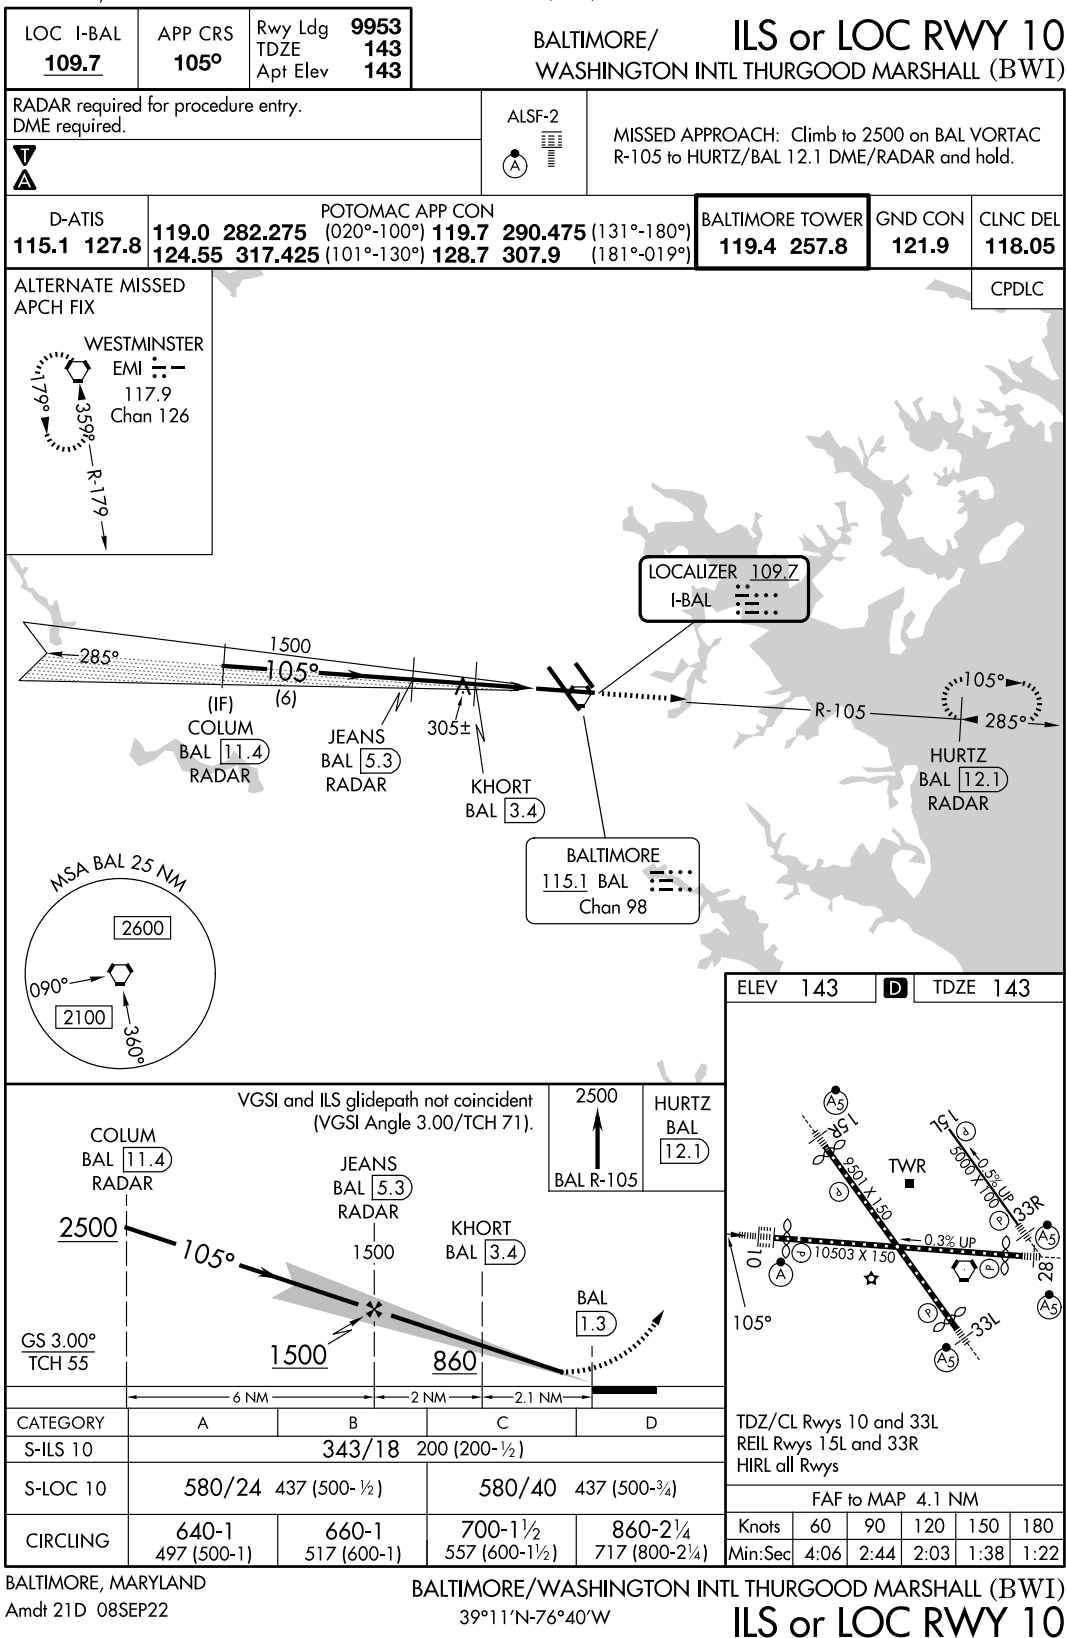 LOC I-BAL
109.7
APP CRS
105°
Rwy Ldg 9953
TDZE 143
Apt Elev 143
BALTIMORE/
WASHINGTON INTL THURGOOD MARSHALL (BWI)
ILS or LOC RWY 10
RADAR required for procedure entry.
DME required.
T
A
ALSF-2
A
MISSED APPROACH: Climb to 2500 on BAL VORTAC
R-105 to HURTZ/BAL 12.1 DME/RADAR and hold.
D-ATIS
115.1 127.8
POTOMAC APP CON
119.0 282.275 (020°-100°) 119.7 290.475 (131°-180°)
124.55 317.425 (101°-130°) 128.7 307.9 (181°-019°)
BALTIMORE TOWER
119.4 257.8
GND CON
121.9
CLNC DEL
118.05
CPDLC
ALTERNATE MISSED
APCH FIX
WESTMINSTER
EMI
117.9
Chan 126
179°
359°
R-179
LOCALIZER 109.7
I-BAL
285°
1500
105°
(6)
(IF)
COLUM
BAL 11.4
RADAR
JEANS
BAL 5.3
RADAR
305±
KHORT
BAL 3.4
R-105
105°
285°
HURTZ
BAL 12.1
RADAR
BALTIMORE
115.1 BAL
Chan 98
MSA BAL 25 NM
2600
090°
2100
360°
ELEV 143
D
TDZE 143
A5
15R
P
15L
0.5% UP
5000 X 100
TWR
9501 X 150
P
P
P
33R
A5
0.3% UP
10
P
10503 X 150
P
28
A
A5
105°
P
33L
A5
TDZ/CL Rwys 10 and 33L
REIL Rwys 15L and 33R
HIRL all Rwys
FAF to MAP 4.1 NM
Knots 60 90 120 150 180
Min:Sec 4:06 2:44 2:03 1:38 1:22
VGSI and ILS glidepath not coincident
(VGSI Angle 3.00/TCH 71).
2500
BAL R-105
HURTZ
BAL
12.1
COLUM
BAL 11.4
RADAR
JEANS
BAL 5.3
RADAR
1500
KHORT
BAL 3.4
2500
105°
BAL
1.3
GS 3.00°
TCH 55
1500
860
6 NM
2 NM
2.1 NM
CATEGORY A B C D
S-ILS 10 343/18 200 (200-½)
S-LOC 10 580/24 437 (500-½) 580/40 437 (500-¾)
CIRCLING
640-1
497 (500-1)
660-1
517 (600-1)
700-1½
557 (600-1½)
860-2¼
717 (800-2¼)
BALTIMORE, MARYLAND
Amdt 21D 08SEP22
39°11'N-76°40'W
BALTIMORE/WASHINGTON INTL THURGOOD MARSHALL (BWI)
ILS or LOC RWY 10